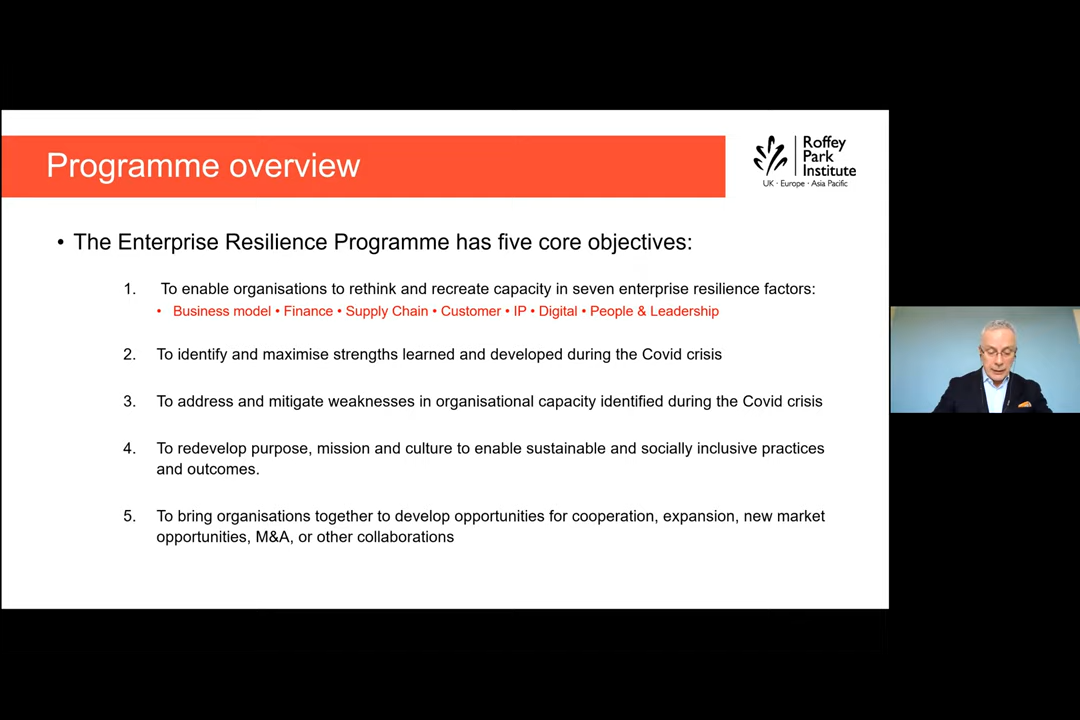 Programme overview
Roffey
Park
Institute
UK · Europe · Asia Pacific
• The Enterprise Resilience Programme has five core objectives:
1. To enable organisations to rethink and recreate capacity in seven enterprise resilience factors:
• Business model • Finance • Supply Chain • Customer • IP • Digital • People & Leadership
2. To identify and maximise strengths learned and developed during the Covid crisis
3. To address and mitigate weaknesses in organisational capacity identified during the Covid crisis
4. To redevelop purpose, mission and culture to enable sustainable and socially inclusive practices
and outcomes.
5. To bring organisations together to develop opportunities for cooperation, expansion, new market
opportunities, M&A, or other collaborations